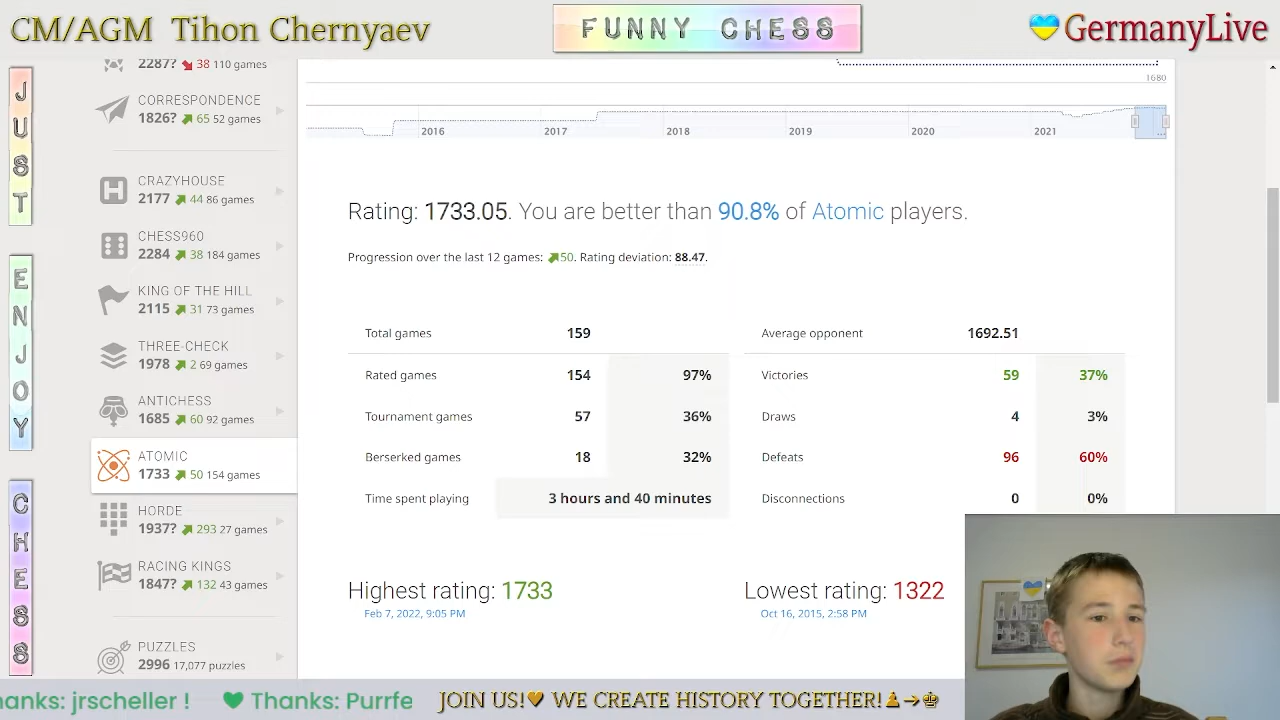 CM/AGM Tihon Chernyaev
FUNNY CHESS
GermanyLive
JUST
ENJOY
CHESS
2287? 38 110 games
CORRESPONDENCE
1826? 65 52 games
CRAZYHOUSE
2177 44 86 games
CHESS960
2284 38 184 games
KING OF THE HILL
2115 31 73 games
THREE-CHECK
1978 2 69 games
ANTICHESS
1685 60 92 games
ATOMIC
1733 50 154 games
HORDE
1937? 293 27 games
RACING KINGS
1847? 132 43 games
PUZZLES
2996 17,077 puzzles
1680
2016 2017 2018 2019 2020 2021
Rating: 1733.05. You are better than 90.8% of Atomic players.
Progression over the last 12 games: 50. Rating deviation: 88.47.
Total games 159
Rated games 154 97%
Tournament games 57 36%
Berserked games 18 32%
Time spent playing 3 hours and 40 minutes
Average opponent 1692.51
Victories 59 37%
Draws 4 3%
Defeats 96 60%
Disconnections 0 0%
Highest rating: 1733
Feb 7, 2022, 9:05 PM
Lowest rating: 1322
Oct 16, 2015, 2:58 PM
hanks: jrscheller ! Thanks: Purrfe
JOIN US! WE CREATE HISTORY TOGETHER!